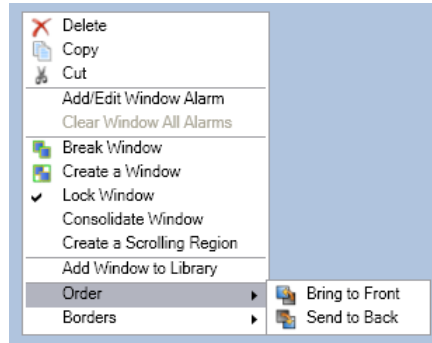 Delete
Copy
Cut
Add/Edit Window Alarm
Clear Window All Alarms
Break Window
Create a Window
Lock Window
Consolidate Window
Create a Scrolling Region
Add Window to Library
Order
Bring to Front
Borders
Send to Back